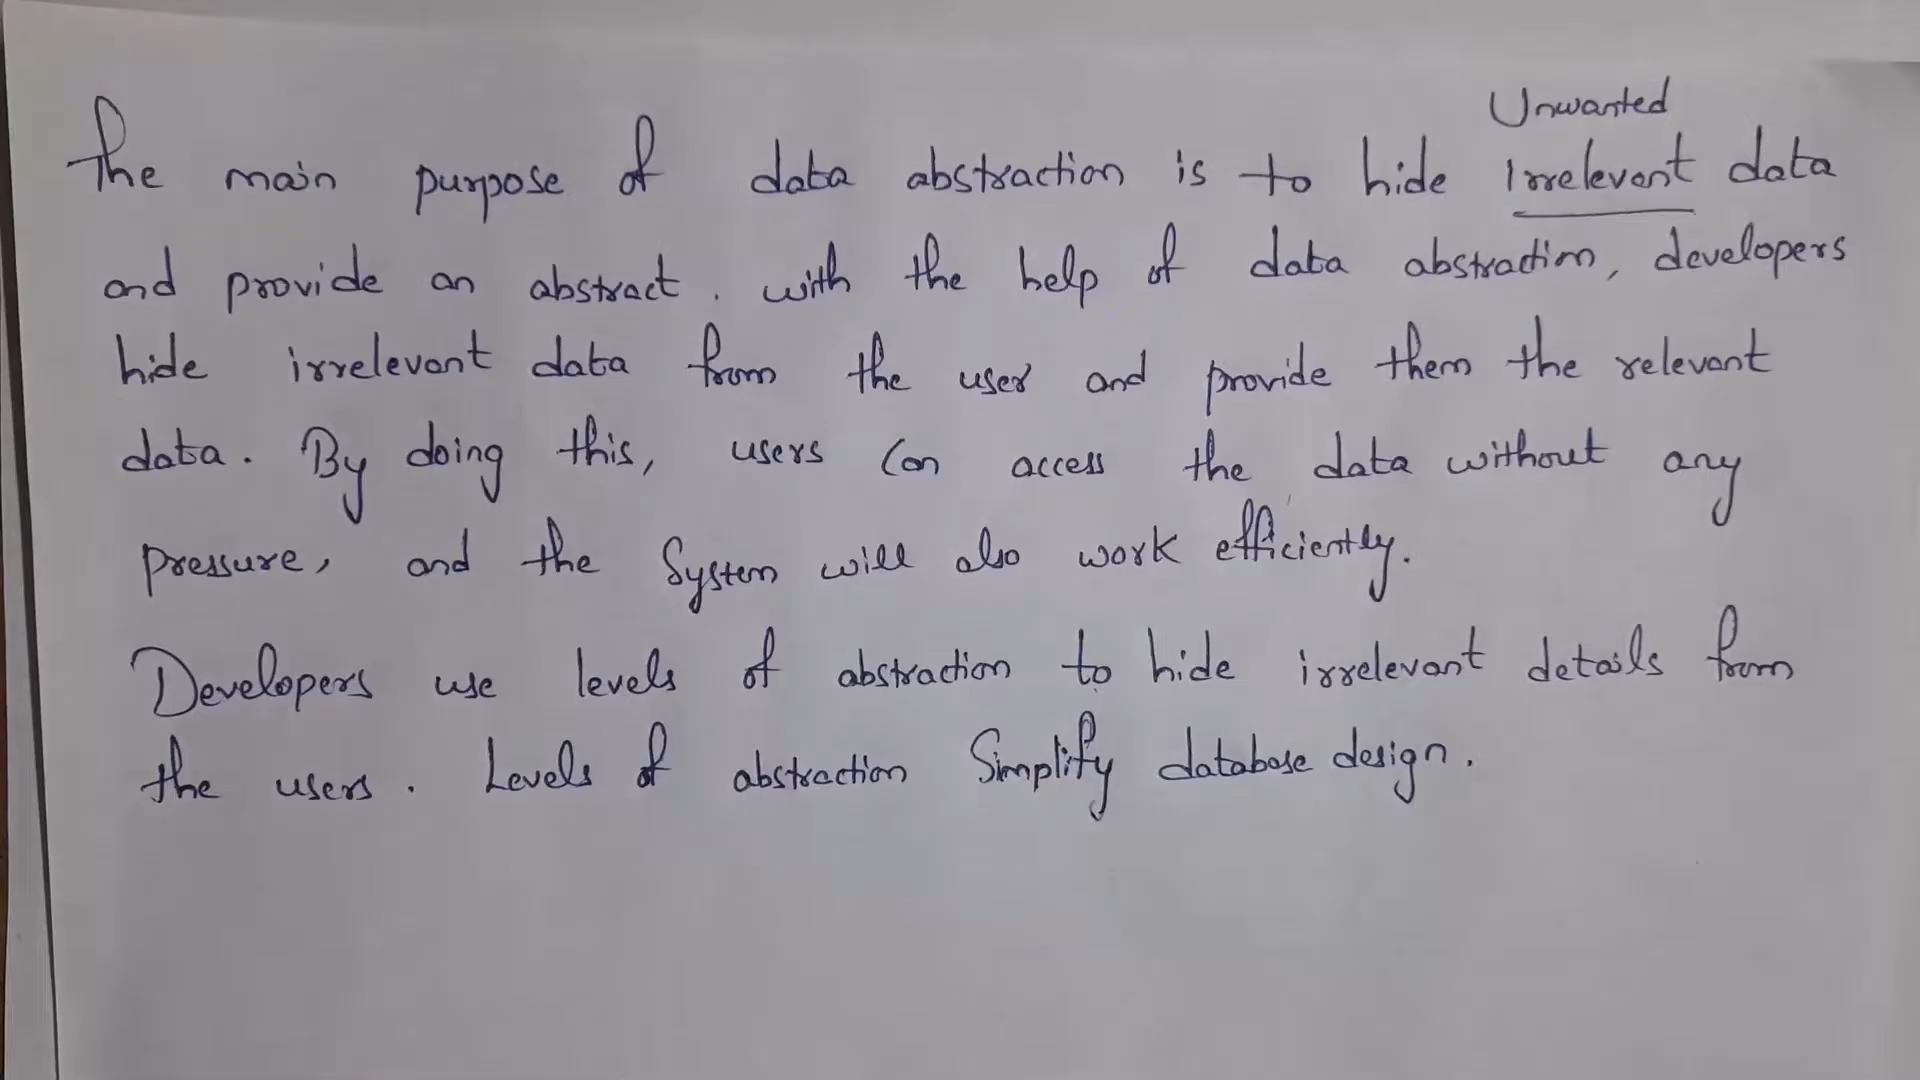 Unwanted
The main purpose of data abstraction is to hide Irrelevant data
and provide an abstract. with the help of data abstraction, developers
hide irrelevant data from the user and provide them the relevant
data. By doing this, users can access the data without any
pressure, and the System will also work efficiently.
Developers use levels of abstraction to hide irrelevant details from
the users. Levels of abstraction Simplify database design.